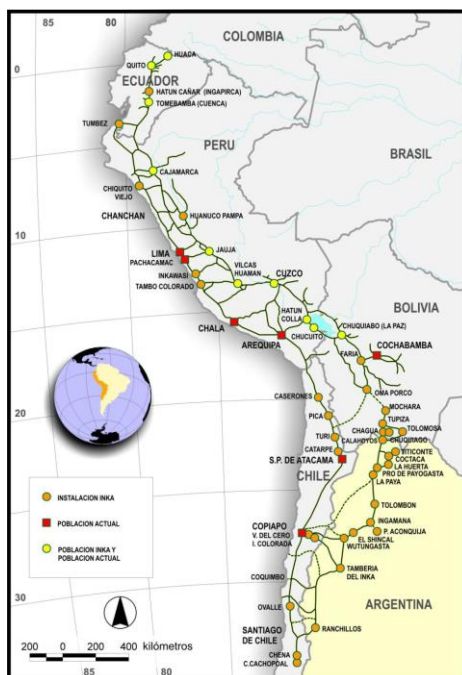 85
80
COLOMBIA
HUACA
QUITO
0
ECUADOR
HATUN CAÑAR (INGAPIRCA)
TOMEBAMBA (CUENCA)
TUMBEZ
PERU
BRASIL
5
CAJAMARCA
CHIQUITO
VIEJO
CHANCHAN
HUANUCO PAMPA
10
LIMA
JAUJA
PACHACAMAC
VILCAS
HUAMAN
CUZCO
INKAWASI
TAMBO COLORADO
BOLIVIA
HATUN
COLLA
CHUQUIABO (LA PAZ)
15
CHALA
CHUCUITO
COCHABAMBA
AREQUIPA
FARIA
OMA PORCO
CASERONES
MOCHARA
PICA
TUPIZA
20
CHAGUA
TOLOMOSA
TURI
CALAHOYOS
CHUQUIAGO
CATARPE
TITICONTE
COCTACA
S.P. DE ATACAMA
LA HUERTA
PRO DE PAYOGASTA
CHILE
LA PAYA
INSTALACION INKA
POBLACION ACTUAL
POBLACION INKA Y
POBLACION ACTUAL
TOLOMBON
25
COPIAPO
INGAMANA
V. DEL CERO
P. ACONQUIJA
I. COLORADA
EL SHINCAL
WUTUNGASTA
COQUIMBO
TAMBERIA
DEL INKA
30
ARGENTINA
OVALLE
SANTIAGO
DE CHILE
RANCHILLOS
200 0 200 400 kilómetros
CHENA
C.CACHOPOAL
85
80